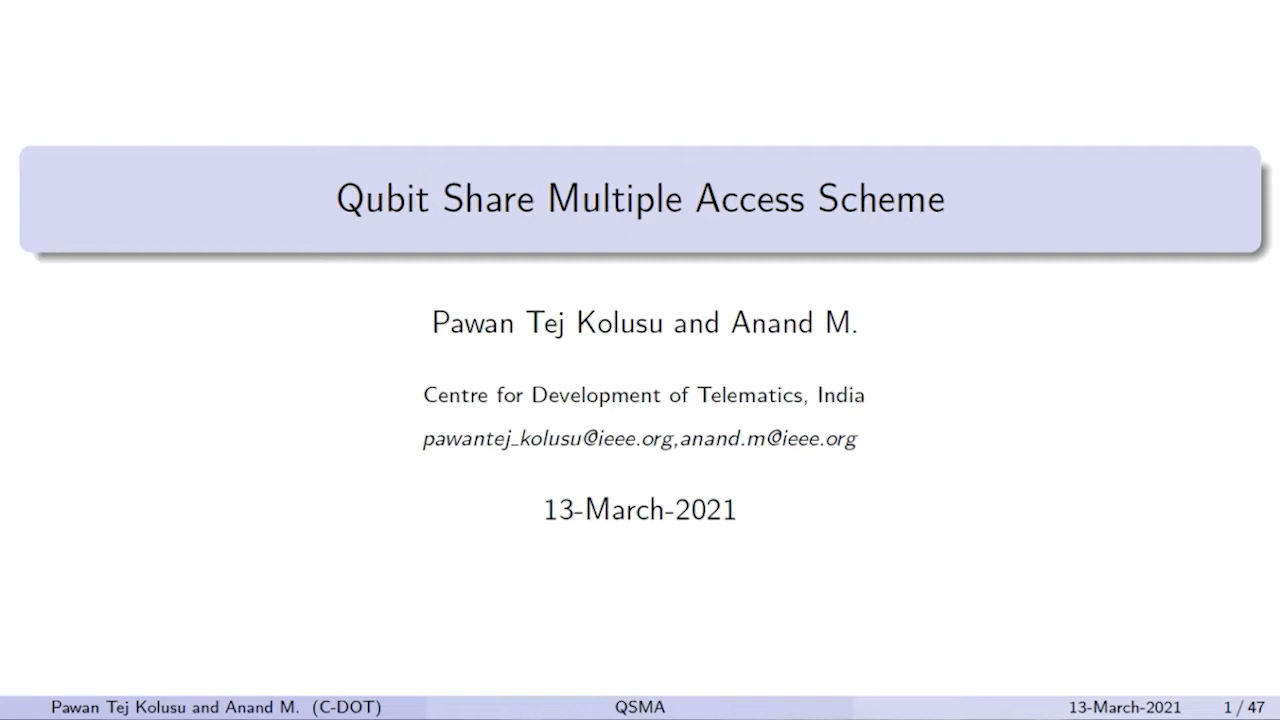 Qubit Share Multiple Access Scheme
Pawan Tej Kolusu and Anand M.
Centre for Development of Telematics, India
pawantej_kolusu@ieee.org,anand.m@ieee.org
13-March-2021
Pawan Tej Kolusu and Anand M. (C-DOT) QSMA 13-March-2021 1 / 47